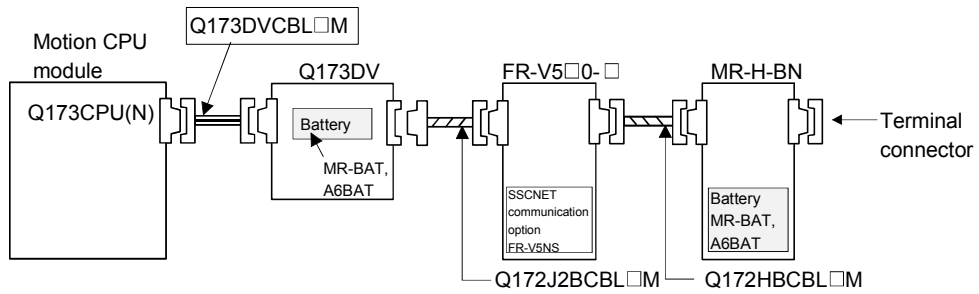 Q173DVCBL□M
Motion CPU
module
Q173DV
FR-V5□0-□
MR-H-BN
Q173CPU(N)
Battery
MR-BAT,
A6BAT
Terminal
connector
SSCNET
communication
option
FR-V5NS
Battery
MR-BAT,
A6BAT
Q172J2BCBL□M
Q172HBCBL□M